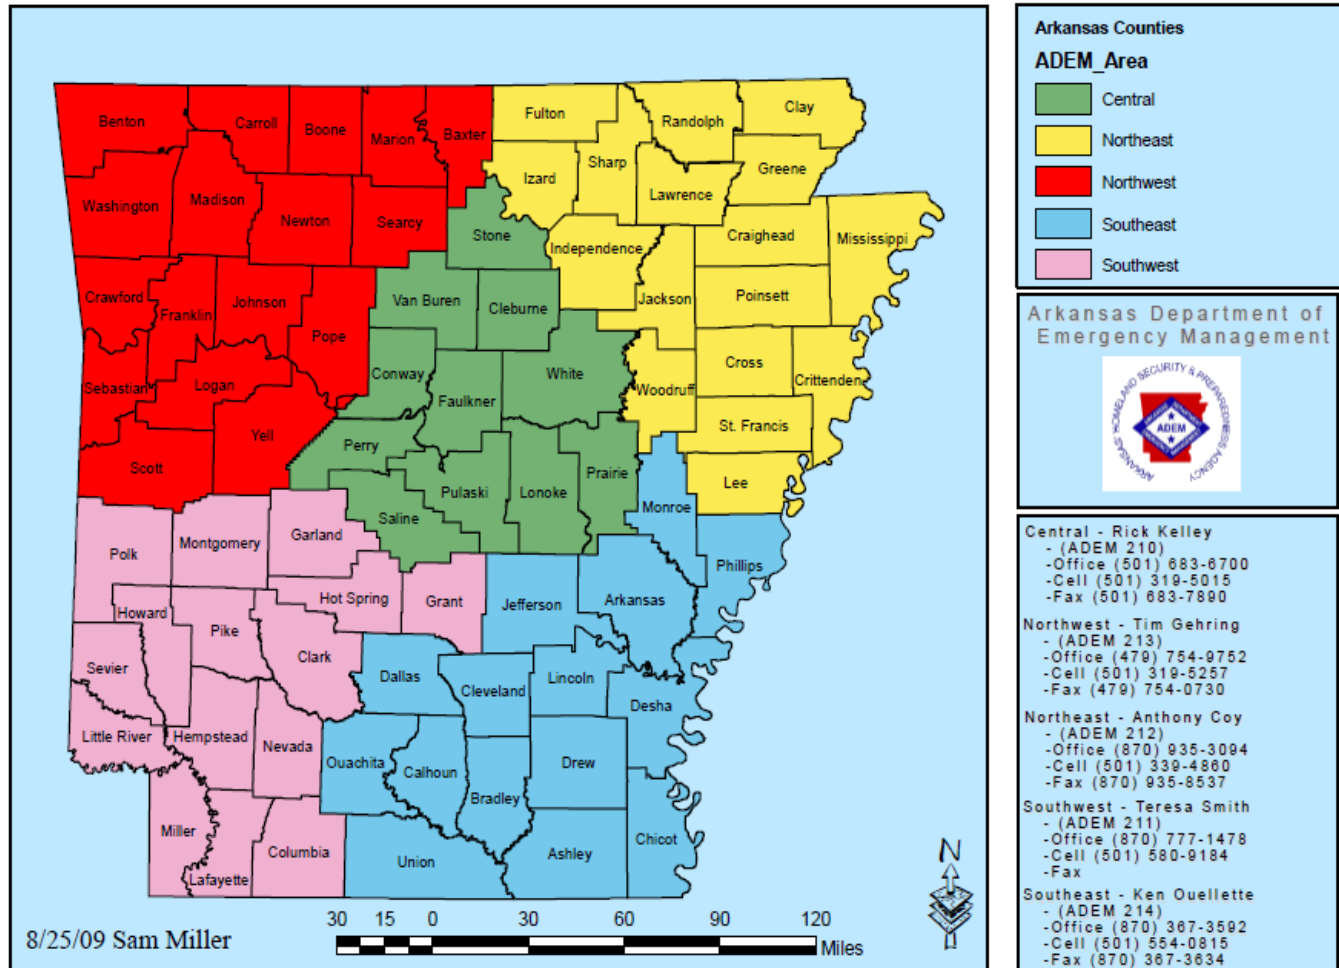 Benton
Carroll
Boone
Marion
Baxter
Fulton
Randolph
Clay
Sharp
Izard
Lawrence
Greene
Washington
Madison
Newton
Searcy
Stone
Independence
Craighead
Mississippi
Crawford
Franklin
Johnson
Pope
Van Buren
Cleburne
Jackson
Poinsett
Sebastian
Logan
Conway
Faulkner
White
Woodruff
Cross
Crittenden
Scott
Yell
Perry
Saline
Pulaski
Lonoke
Prairie
Monroe
St. Francis
Lee
Polk
Montgomery
Garland
Hot Spring
Grant
Jefferson
Arkansas
Phillips
Howard
Pike
Clark
Dallas
Cleveland
Lincoln
Desha
Sevier
Little River
Hempstead
Nevada
Ouachita
Calhoun
Bradley
Drew
Miller
Lafayette
Columbia
Union
Ashley
Chicot
N
30 15 0 30 60 90 120
Miles
8/25/09 Sam Miller
Arkansas Counties
ADEM_Area
Central
Northeast
Northwest
Southeast
Southwest
Arkansas Department of
Emergency Management
ARKANSAS' HOMELAND SECURITY & PREPAREDNESS AGENCY
ADEM
Central - Rick Kelley
- (ADEM 210)
-Office (501) 683-6700
-Cell (501) 319-5015
-Fax (501) 683-7890
Northwest - Tim Gehring
- (ADEM 213)
-Office (479) 754-9752
-Cell (501) 319-5257
-Fax (479) 754-0730
Northeast - Anthony Coy
- (ADEM 212)
-Office (870) 935-3094
-Cell (501) 339-4860
-Fax (870) 935-8537
Southwest - Teresa Smith
- (ADEM 211)
-Office (870) 777-1478
-Cell (501) 580-9184
-Fax
Southeast - Ken Ouellette
- (ADEM 214)
-Office (870) 367-3592
-Cell (501) 554-0815
-Fax (870) 367-3634